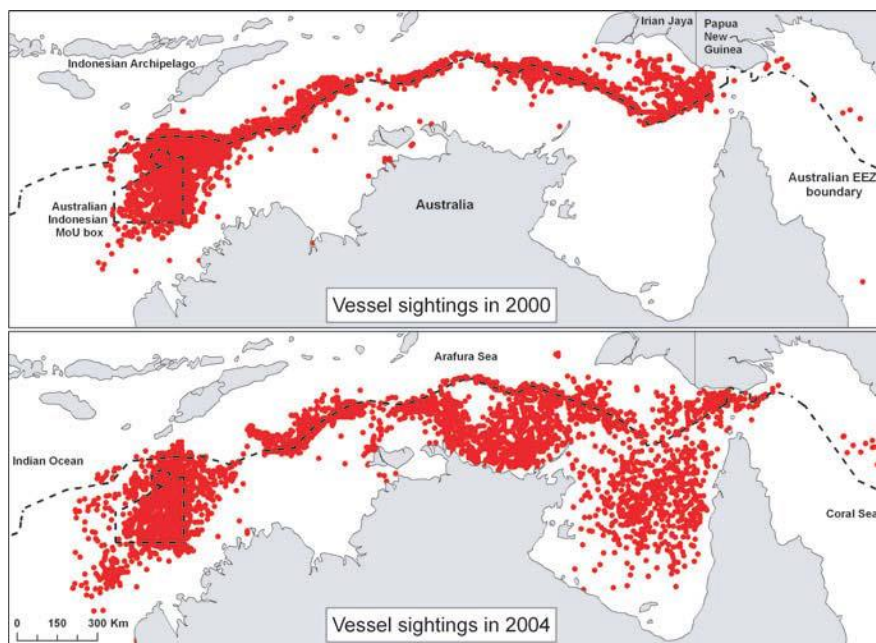 Irian Jaya
Papua
New
Guinea
Indonesian Archipelago
Australian
Indonesian
MoU box
Australia
Australian EEZ
boundary
Vessel sightings in 2000
Arafura Sea
Indian Ocean
Coral Sea
0 150 300 Km
Vessel sightings in 2004